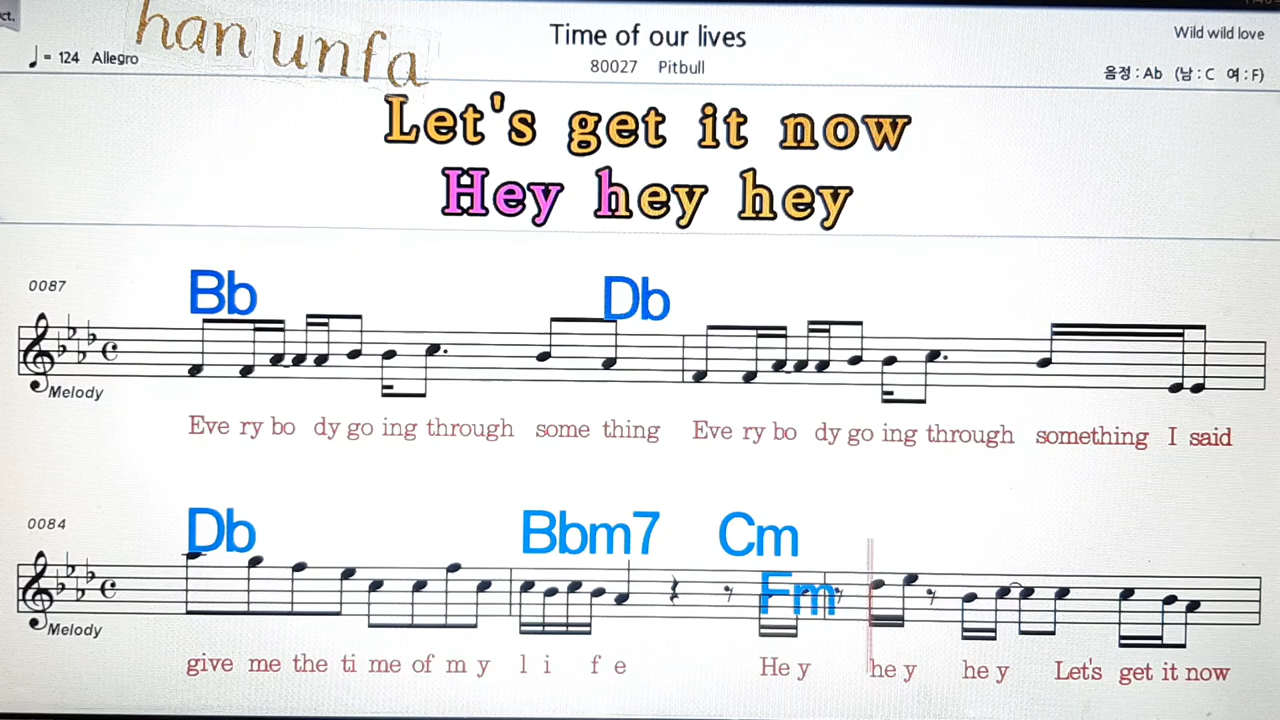 ct.
han unfa
Time of our lives
Wild wild love
♩= 124 Allegro
80027 Pitbull
음정 : Ab (남 : C 여 : F)
Let's get it now
Hey hey hey
0087
Bb Db
Melody
Eve ry bo dy go ing through some thing Eve ry bo dy go ing through something I said
0084
Db Bbm7 Cm
Fm
Melody
give me the ti me of m y l i f e He y he y he y Let's get it now